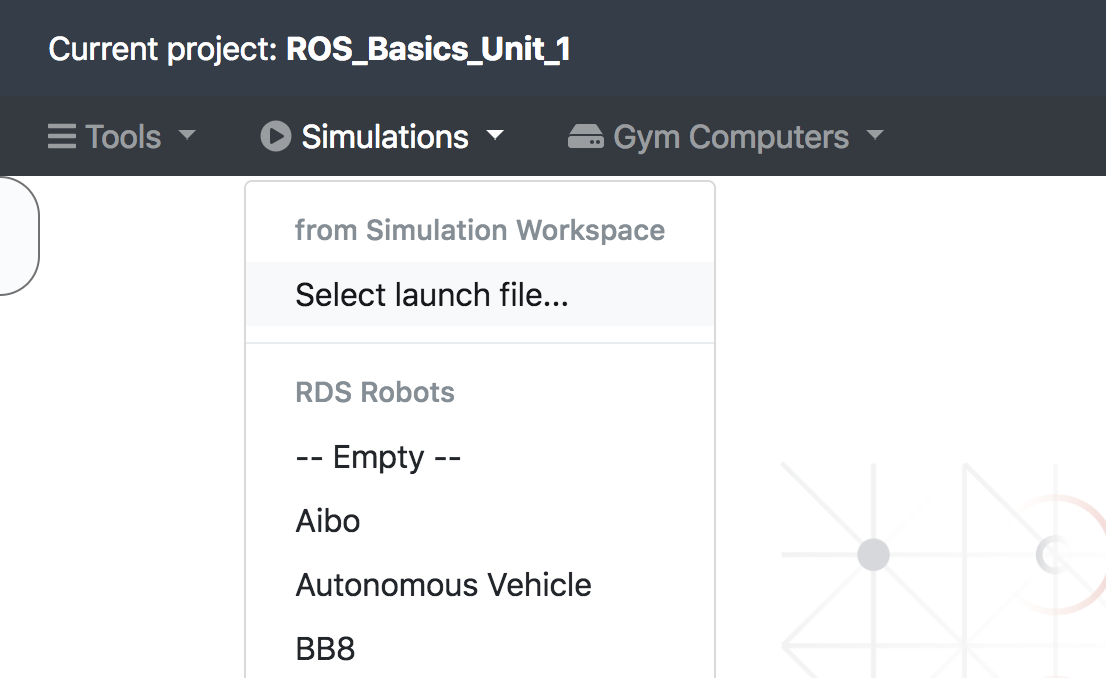 Current project: ROS_Basics_Unit_1
Tools Simulations Gym Computers
from Simulation Workspace
Select launch file...
RDS Robots
-- Empty --
Aibo
Autonomous Vehicle
BB8